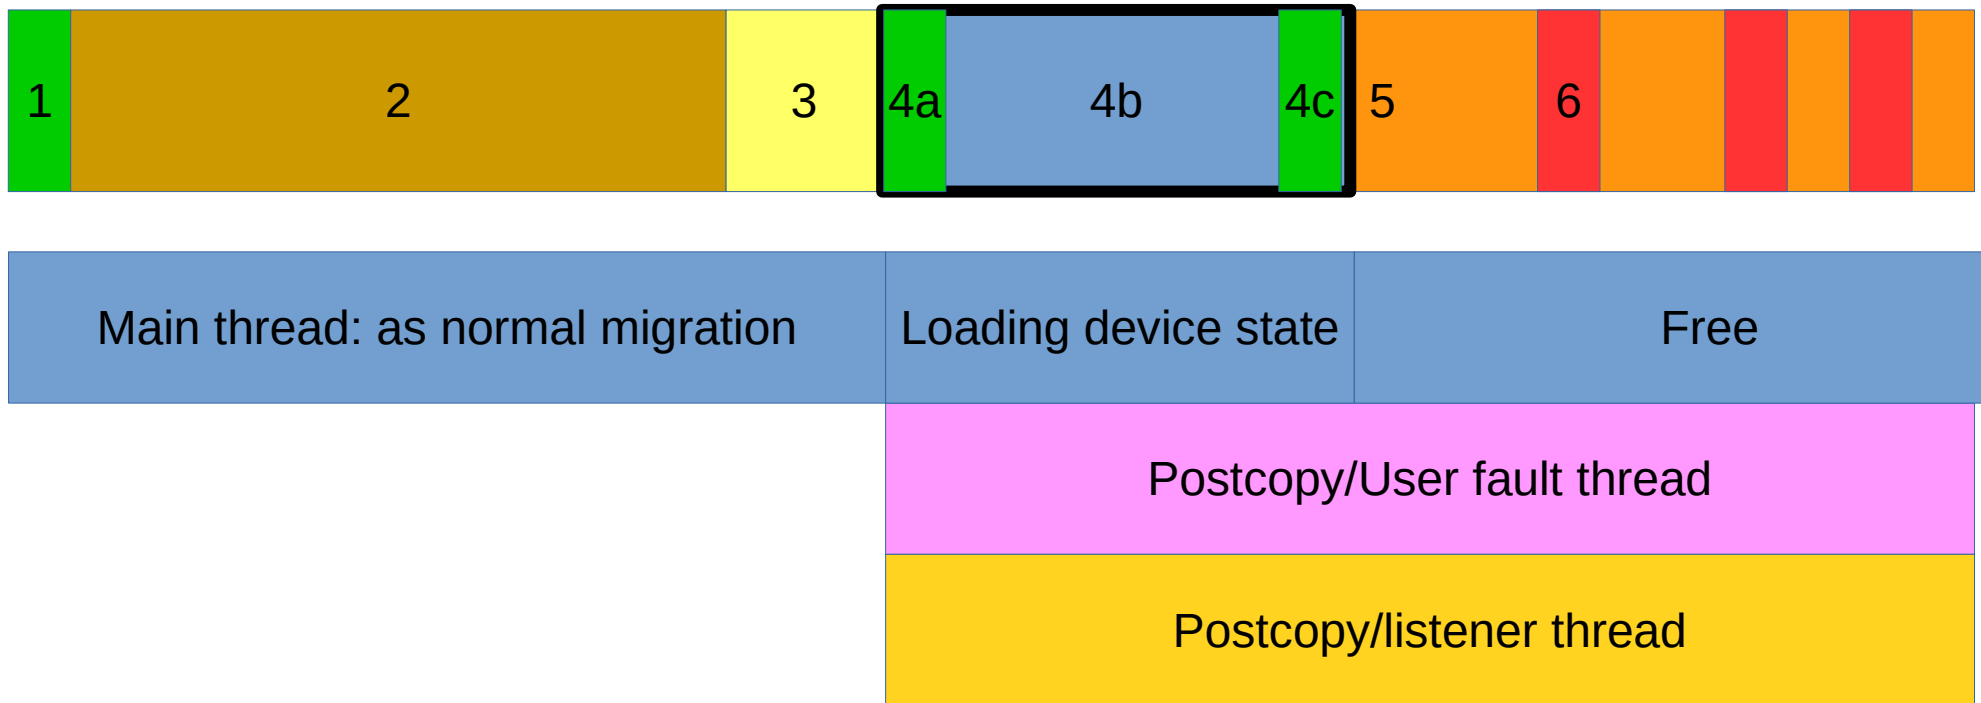 1 2 3 4a 4b 4c 5 6
Main thread: as normal migration Loading device state Free
Postcopy/User fault thread
Postcopy/listener thread